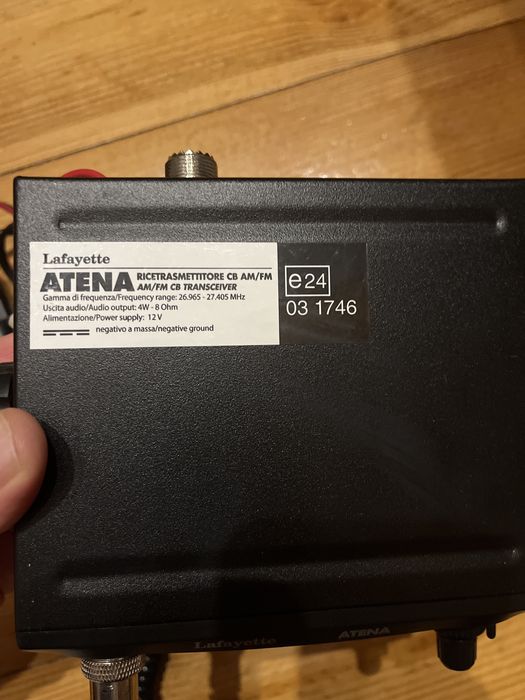 Lafayette
ATENA RICETRASMETTITORE CB AM/FM
AM/FM CB TRANSCEIVER
Gamma di frequenza/Frequency range: 26.965 - 27.405 MHz
Uscita audio/Audio output: 4W - 8 Ohm
Alimentazione/Power supply: 12 V
negativo a massa/negative ground
e24
03 1746
Lafayette ATENA